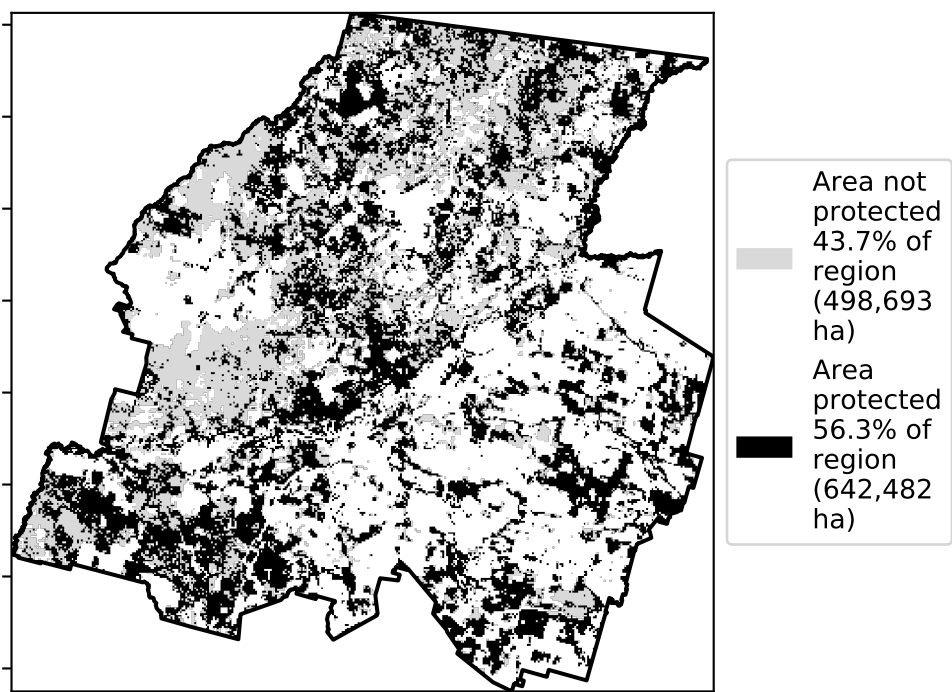 Area not
protected
43.7% of
region
(498,693
ha)
Area
protected
56.3% of
region
(642,482
ha)